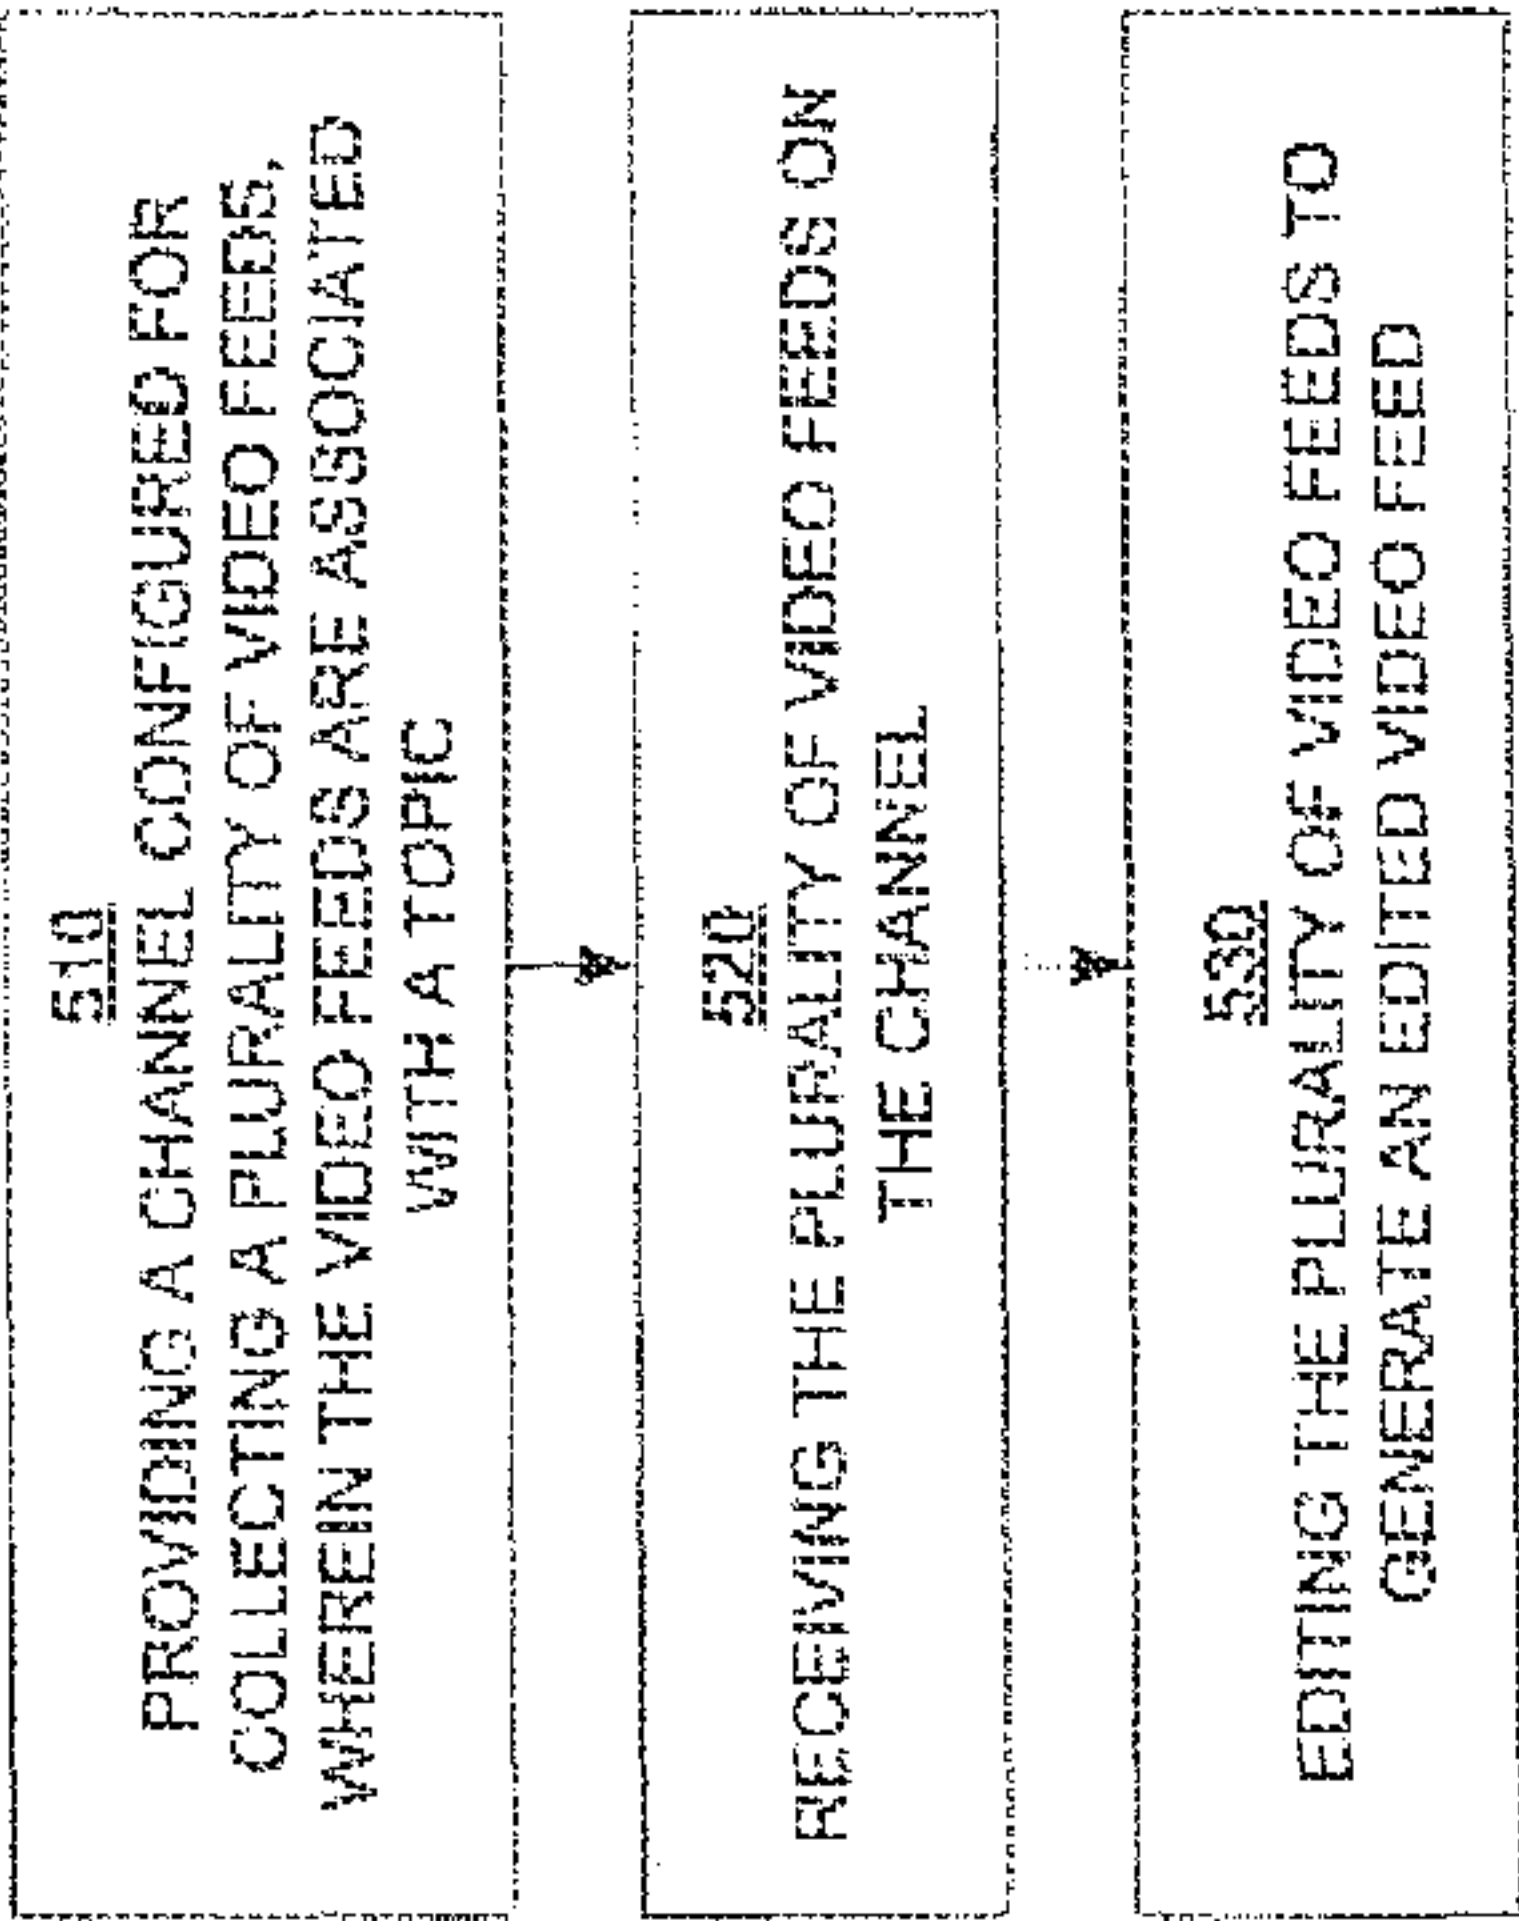 510
PROVIDING A CHANNEL CONFIGURED FOR
COLLECTING A PLURALITY OF VIDEO FEEDS,
WHEREIN THE VIDEO FEEDS ARE ASSOCIATED
WITH A TOPIC
520
RECEIVING THE PLURALITY OF VIDEO FEEDS ON
THE CHANNEL
530
EDITING THE PLURALITY OF VIDEO FEEDS TO
GENERATE AN EDITED VIDEO FEED